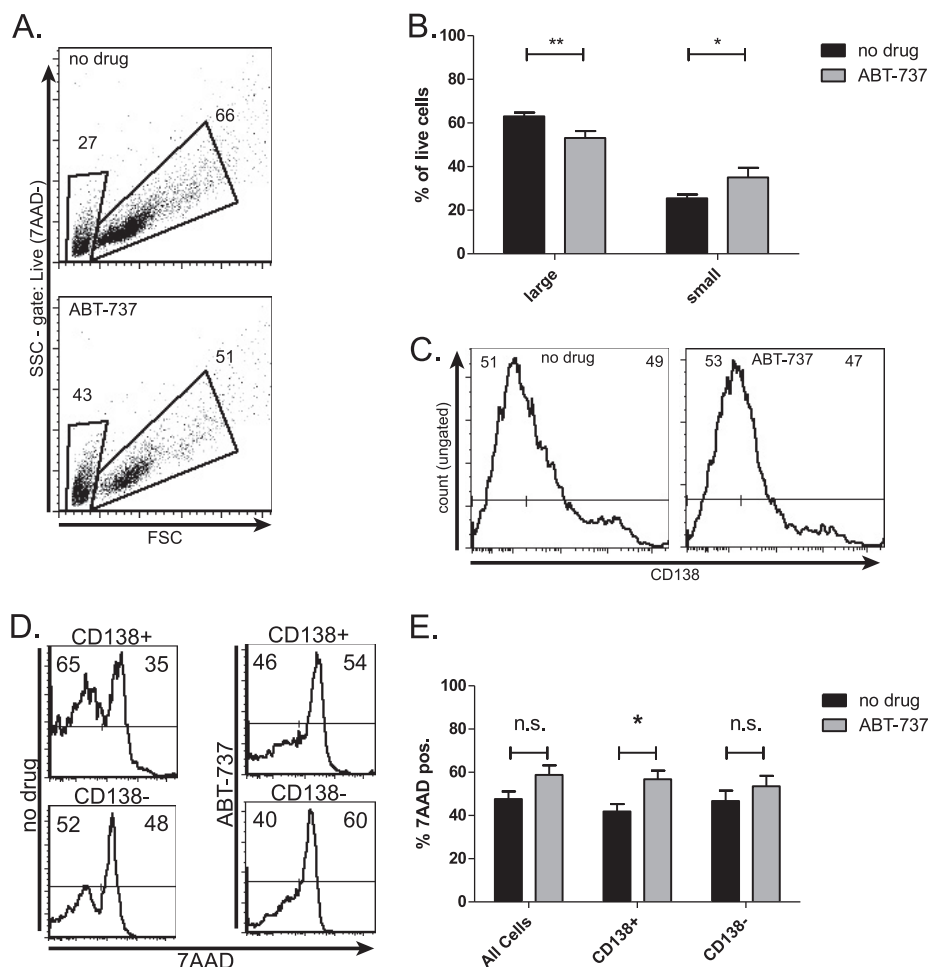 A.
no drug
27
66
ABT-737
43
51
SSC - gate: Live (7AAD-)
FSC
B.
% of live cells
100
80
60
40
20
0
**
*
large
small
no drug
ABT-737
C.
count (ungated)
51
no drug
49
53
ABT-737
47
CD138
D.
no drug
CD138+
65
35
CD138-
52
48
ABT-737
CD138+
46
54
CD138-
40
60
7AAD
E.
% 7AAD pos.
100
80
60
40
20
0
n.s.
*
n.s.
All Cells
CD138+
CD138-
no drug
ABT-737